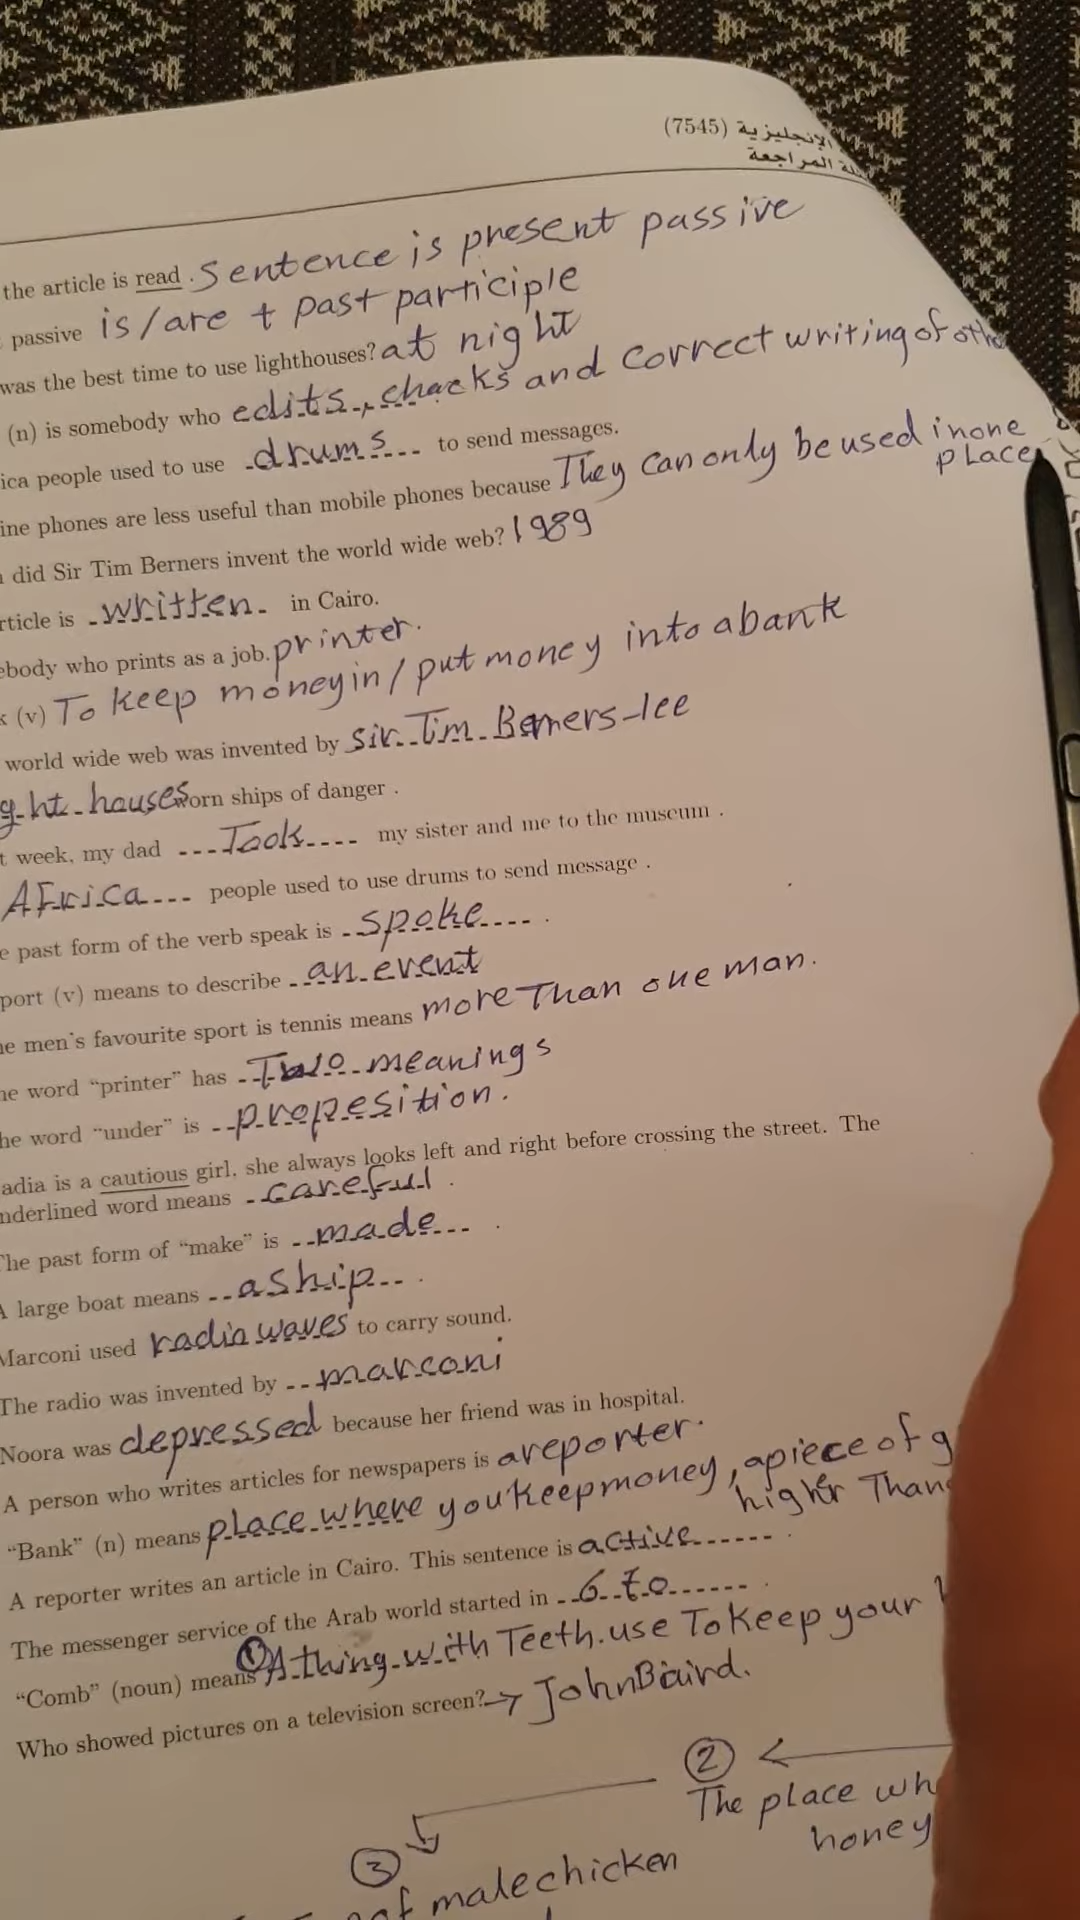 الإنجليزية (7545)
المراجعة
the article is read. Sentence is present passive
passive is/are + past participle
was the best time to use lighthouses? at night
(n) is somebody who edits, chacks and correct writing of othe
ica people used to use drums to send messages.
ine phones are less useful than mobile phones because They can only be used in one
place
did Sir Tim Berners invent the world wide web? 1989
rticle is written in Cairo.
ebody who prints as a job. printer.
k (v) To keep money in / put money into a bank
world wide web was invented by sir Tim Berners-lee
ght houses worn ships of danger .
t week, my dad Took my sister and me to the museum .
Africa people used to use drums to send message .
e past form of the verb speak is spoke .
port (v) means to describe an event
he men's favourite sport is tennis means more Than one man.
he word "printer" has Two meanings
he word "under" is preposition.
adia is a cautious girl, she always looks left and right before crossing the street. The
nderlined word means careful .
The past form of "make" is made .
A large boat means a ship .
Marconi used radio waves to carry sound.
The radio was invented by marconi
Noora was depressed because her friend was in hospital.
A person who writes articles for newspapers is a reporter.
"Bank" (n) means place where you keep money, a piece of g
higher Than
A reporter writes an article in Cairo. This sentence is active .
The messenger service of the Arab world started in 6 to .
"Comb" (noun) means ① A thing with Teeth. use To keep your
Who showed pictures on a television screen? → John Baird.
②
The place wh
honey
③
of male chicken